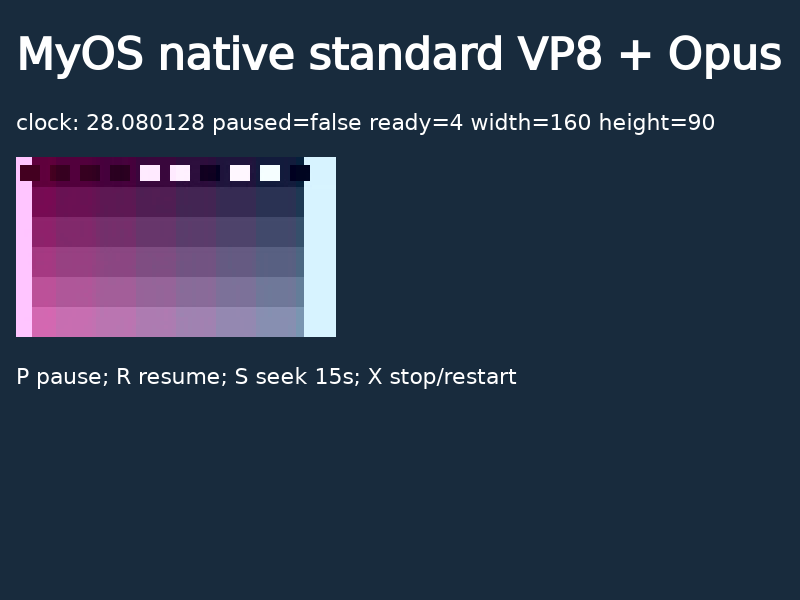 MyOS native standard VP8 + Opus
clock: 28.080128 paused=false ready=4 width=160 height=90
P pause; R resume; S seek 15s; X stop/restart